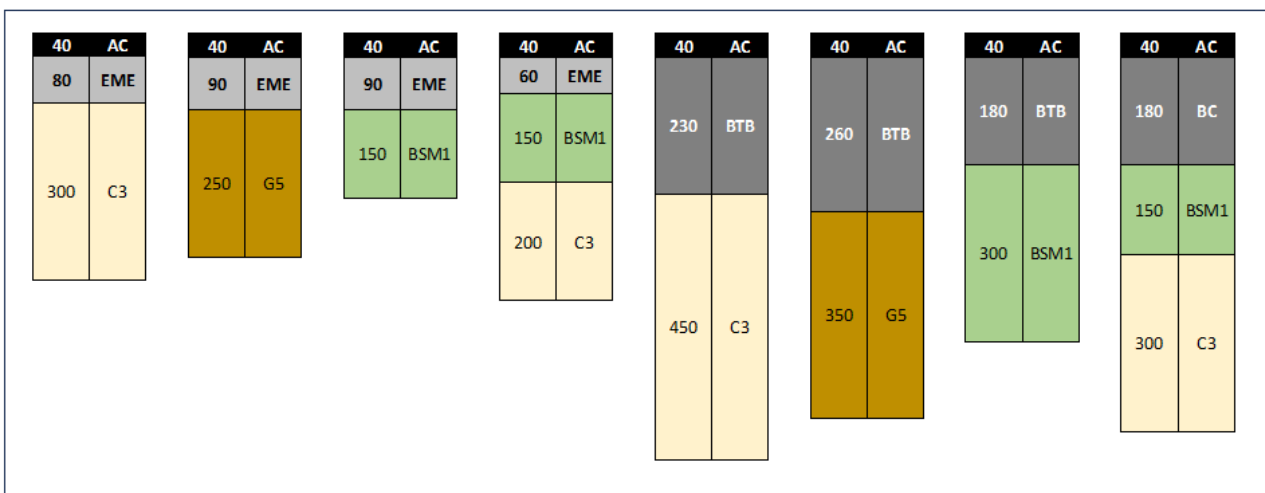 40 AC
80 EME
300 C3
40 AC
90 EME
250 G5
40 AC
90 EME
150 BSM1
40 AC
60 EME
150 BSM1
200 C3
40 AC
230 BTB
450 C3
40 AC
260 BTB
350 G5
40 AC
180 BTB
300 BSM1
40 AC
180 BC
150 BSM1
300 C3